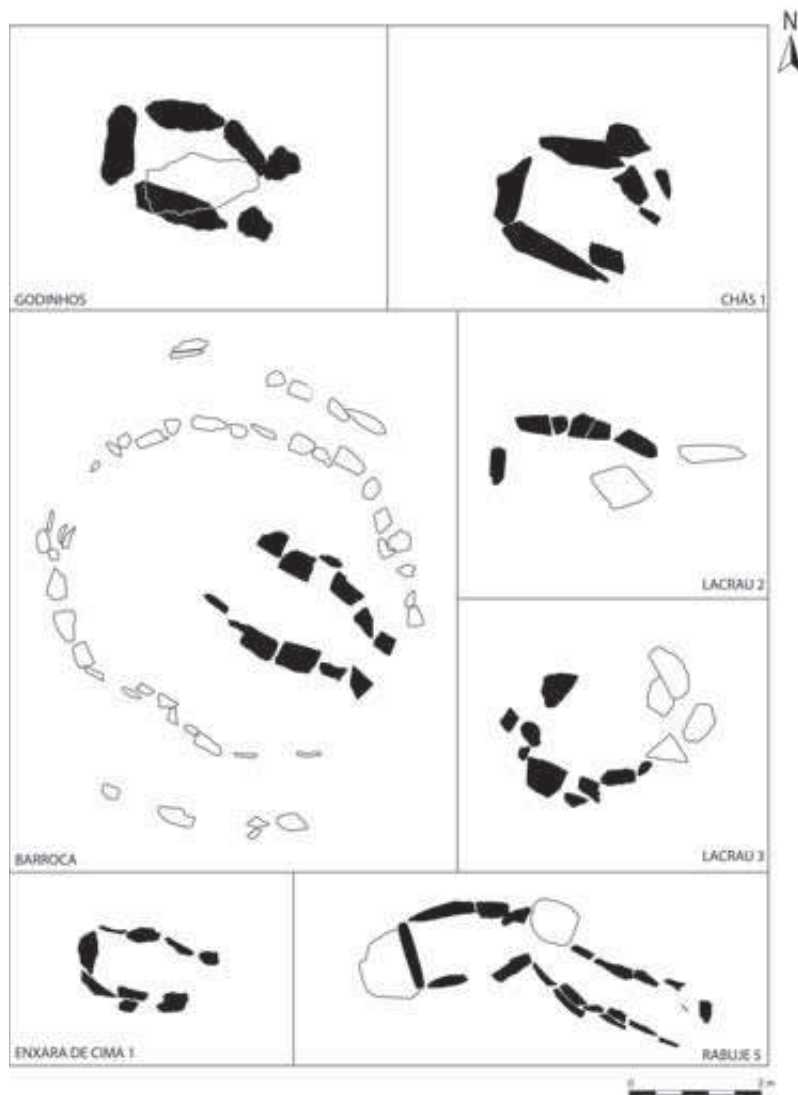 N
GODINHOS
CHÃS 1
BARROCA
LACRAU 2
LACRAU 3
ENXARA DE CIMA 1
RABUJE 5
0 2 m